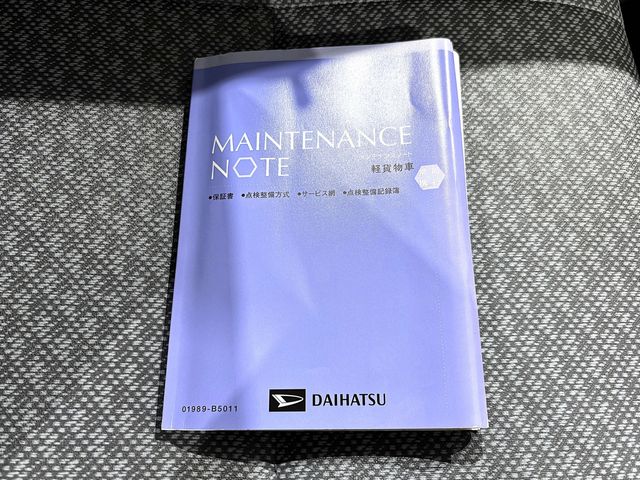 MAINTENANCE
NOTE
軽貨物車
●保証書 ●点検整備方式 ●サービス網 ●点検整備記録簿
01989-B5011
DAIHATSU